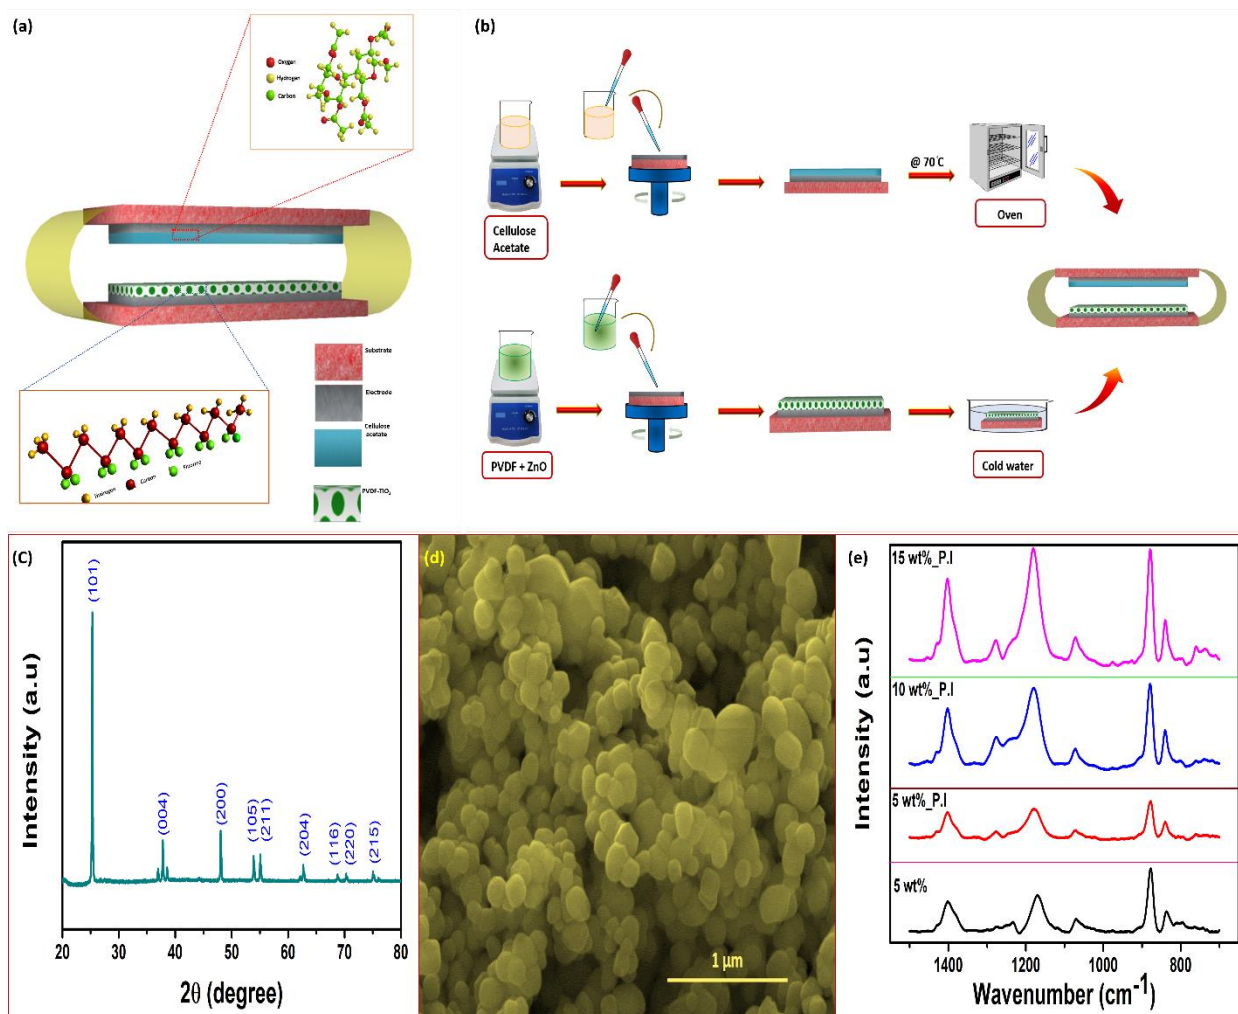 (a)
Oxygen
Hydrogen
Carbon
Substrate
Electrode
Cellulose
acetate
PVDF-TIO2
Hydrogen
Carbon
Fluorine
(b)
Cellulose
Acetate
@ 70°C
Oven
PVDF + ZnO
Cold water
(C)
Intensity (a.u)
(101)
(004)
(200)
(105)
(211)
(204)
(116)
(220)
(215)
20 30 40 50 60 70 80
2θ (degree)
(d)
1 µm
(e)
Intensity (a.u)
15 wt%_P.I
10 wt%_P.I
5 wt%_P.I
5 wt%
1400 1200 1000 800
Wavenumber (cm-1)